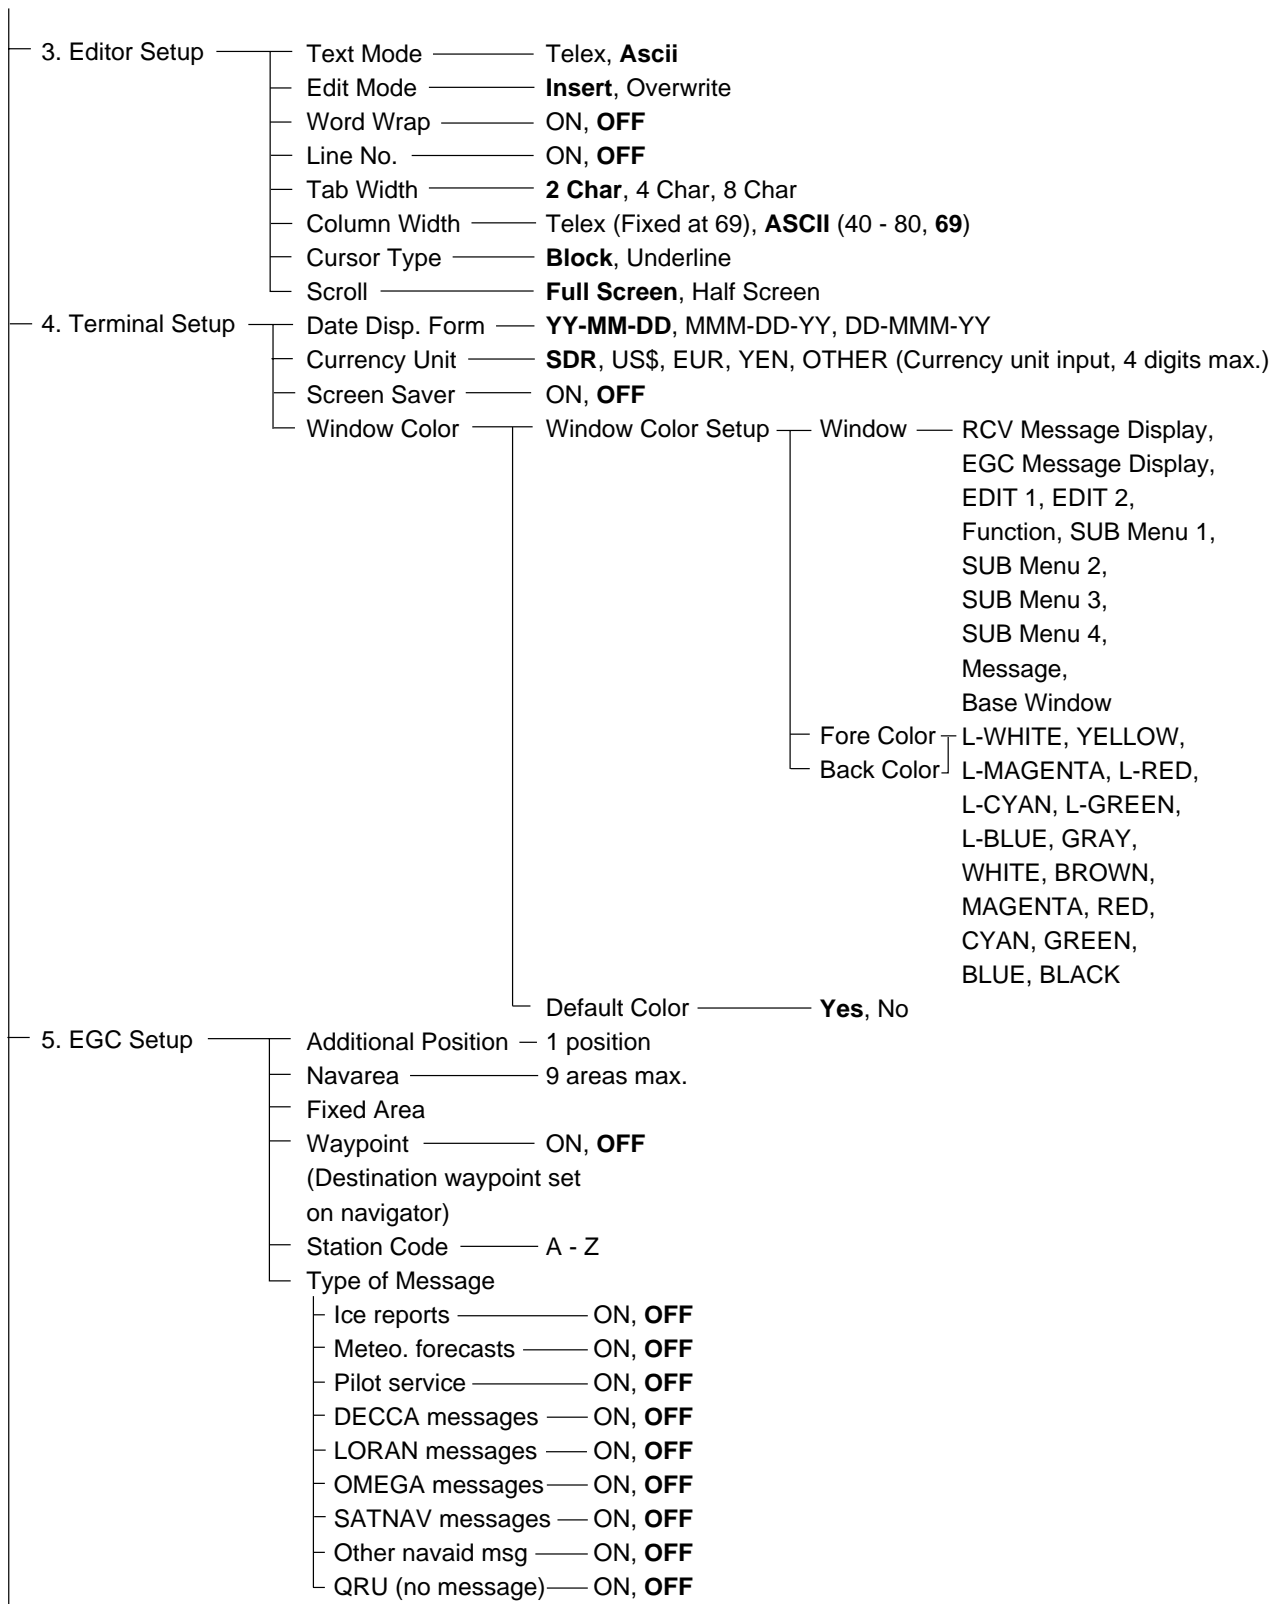 3. Editor Setup Text Mode Telex, Ascii
Edit Mode Insert, Overwrite
Word Wrap ON, OFF
Line No. ON, OFF
Tab Width 2 Char, 4 Char, 8 Char
Column Width Telex (Fixed at 69), ASCII (40 - 80, 69)
Cursor Type Block, Underline
Scroll Full Screen, Half Screen
4. Terminal Setup Date Disp. Form YY-MM-DD, MMM-DD-YY, DD-MMM-YY
Currency Unit SDR, US$, EUR, YEN, OTHER (Currency unit input, 4 digits max.)
Screen Saver ON, OFF
Window Color Window Color Setup Window RCV Message Display,
EGC Message Display,
EDIT 1, EDIT 2,
Function, SUB Menu 1,
SUB Menu 2,
SUB Menu 3,
SUB Menu 4,
Message,
Base Window
Fore Color L-WHITE, YELLOW,
Back Color L-MAGENTA, L-RED,
L-CYAN, L-GREEN,
L-BLUE, GRAY,
WHITE, BROWN,
MAGENTA, RED,
CYAN, GREEN,
BLUE, BLACK
Default Color Yes, No
5. EGC Setup Additional Position 1 position
Navarea 9 areas max.
Fixed Area
Waypoint ON, OFF
(Destination waypoint set
on navigator)
Station Code A - Z
Type of Message
Ice reports ON, OFF
Meteo. forecasts ON, OFF
Pilot service ON, OFF
DECCA messages ON, OFF
LORAN messages ON, OFF
OMEGA messages ON, OFF
SATNAV messages ON, OFF
Other navaid msg ON, OFF
QRU (no message) ON, OFF